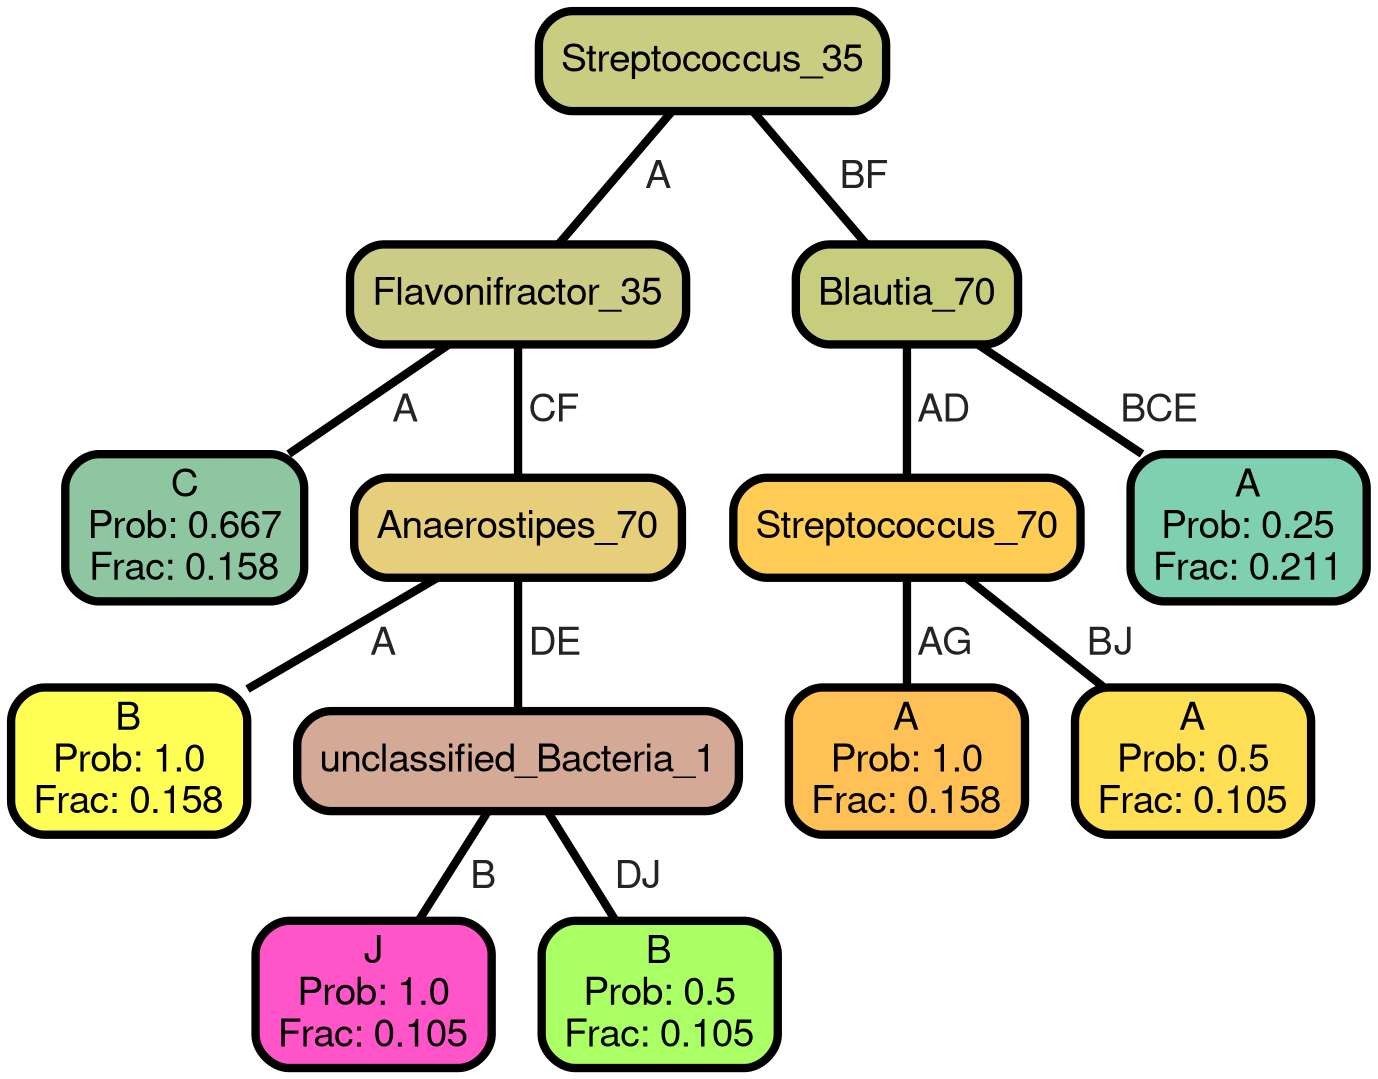 Streptococcus_35
A
BF
Flavonifractor_35
Blautia_70
A
CF
AD
BCE
C
Prob: 0.667
Frac: 0.158
Anaerostipes_70
Streptococcus_70
A
Prob: 0.25
Frac: 0.211
A
DE
AG
BJ
B
Prob: 1.0
Frac: 0.158
unclassified_Bacteria_1
A
Prob: 1.0
Frac: 0.158
A
Prob: 0.5
Frac: 0.105
B
DJ
J
Prob: 1.0
Frac: 0.105
B
Prob: 0.5
Frac: 0.105